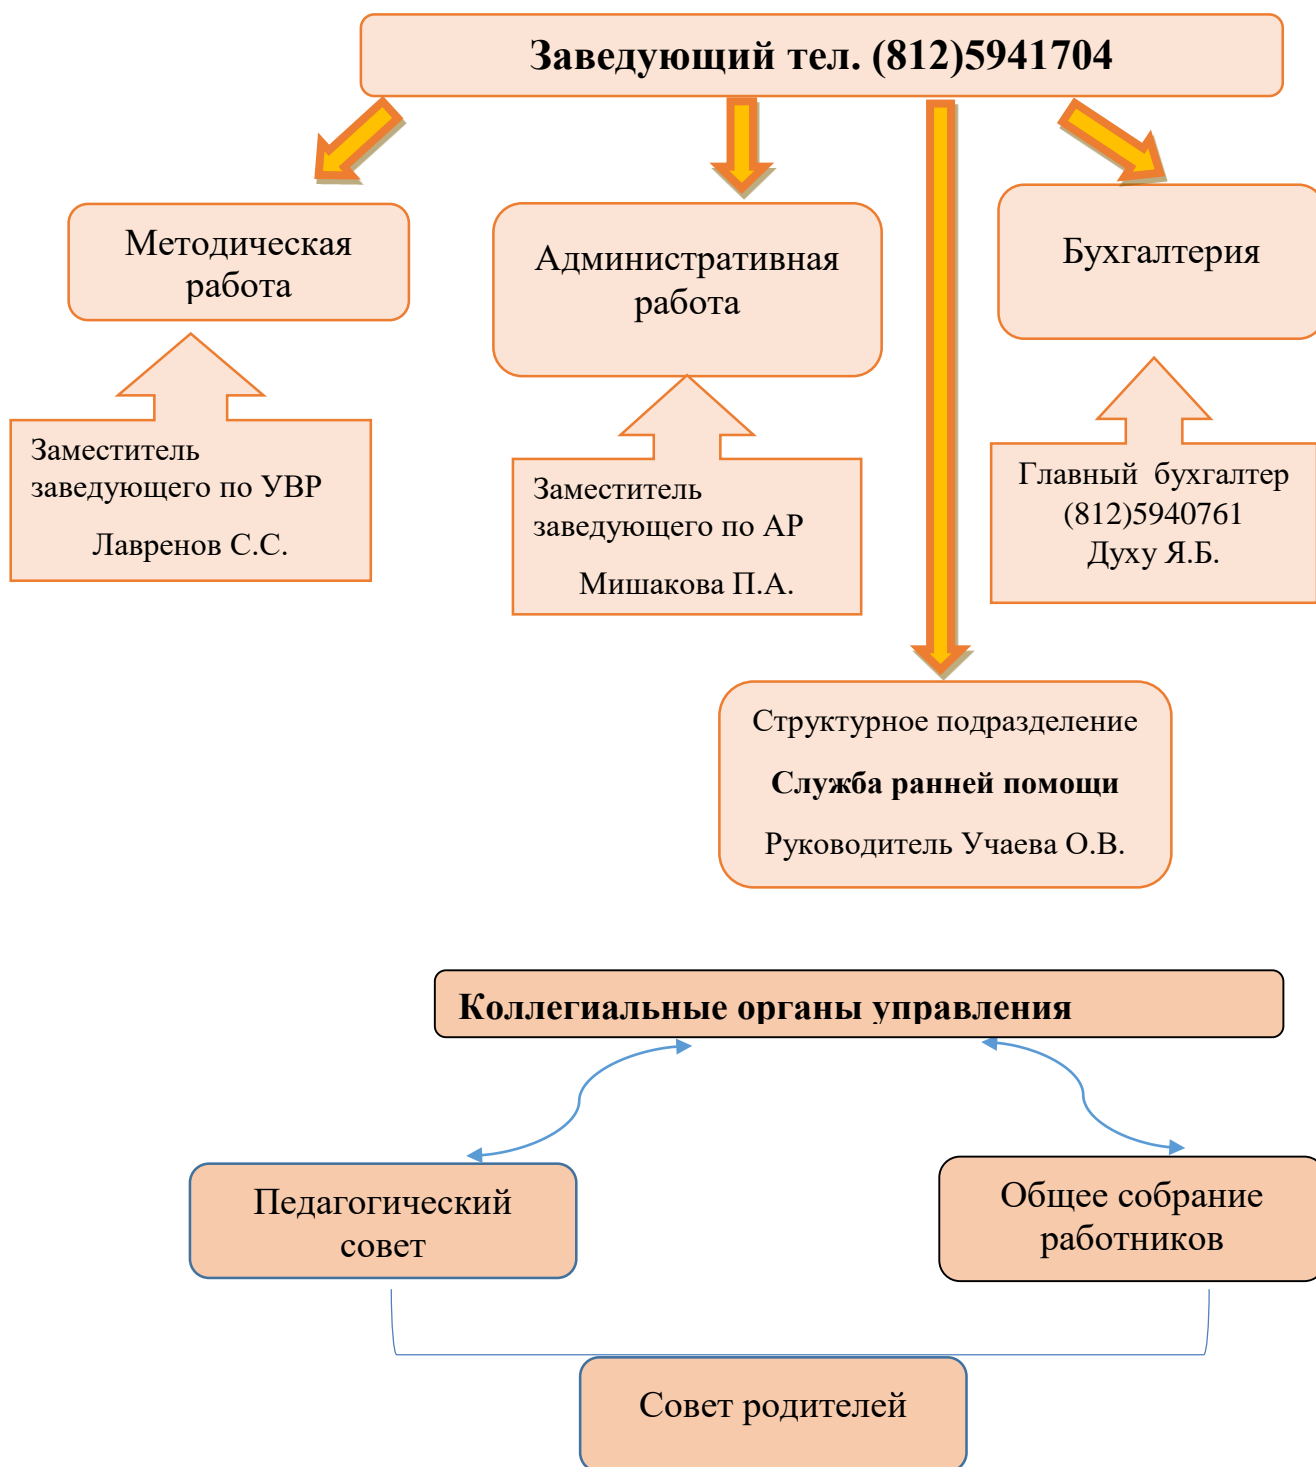 Заведующий тел. (812)5941704
Методическая
работа
Административная
работа
Бухгалтерия
Заместитель
заведующего по УВР
Лавренов С.С.
Заместитель
заведующего по АР
Мишакова П.А.
Главный бухгалтер
(812)5940761
Духу Я.Б.
Структурное подразделение
Служба ранней помощи
Руководитель Учаева О.В.
Коллегиальные органы управления
Педагогический
совет
Общее собрание
работников
Совет родителей